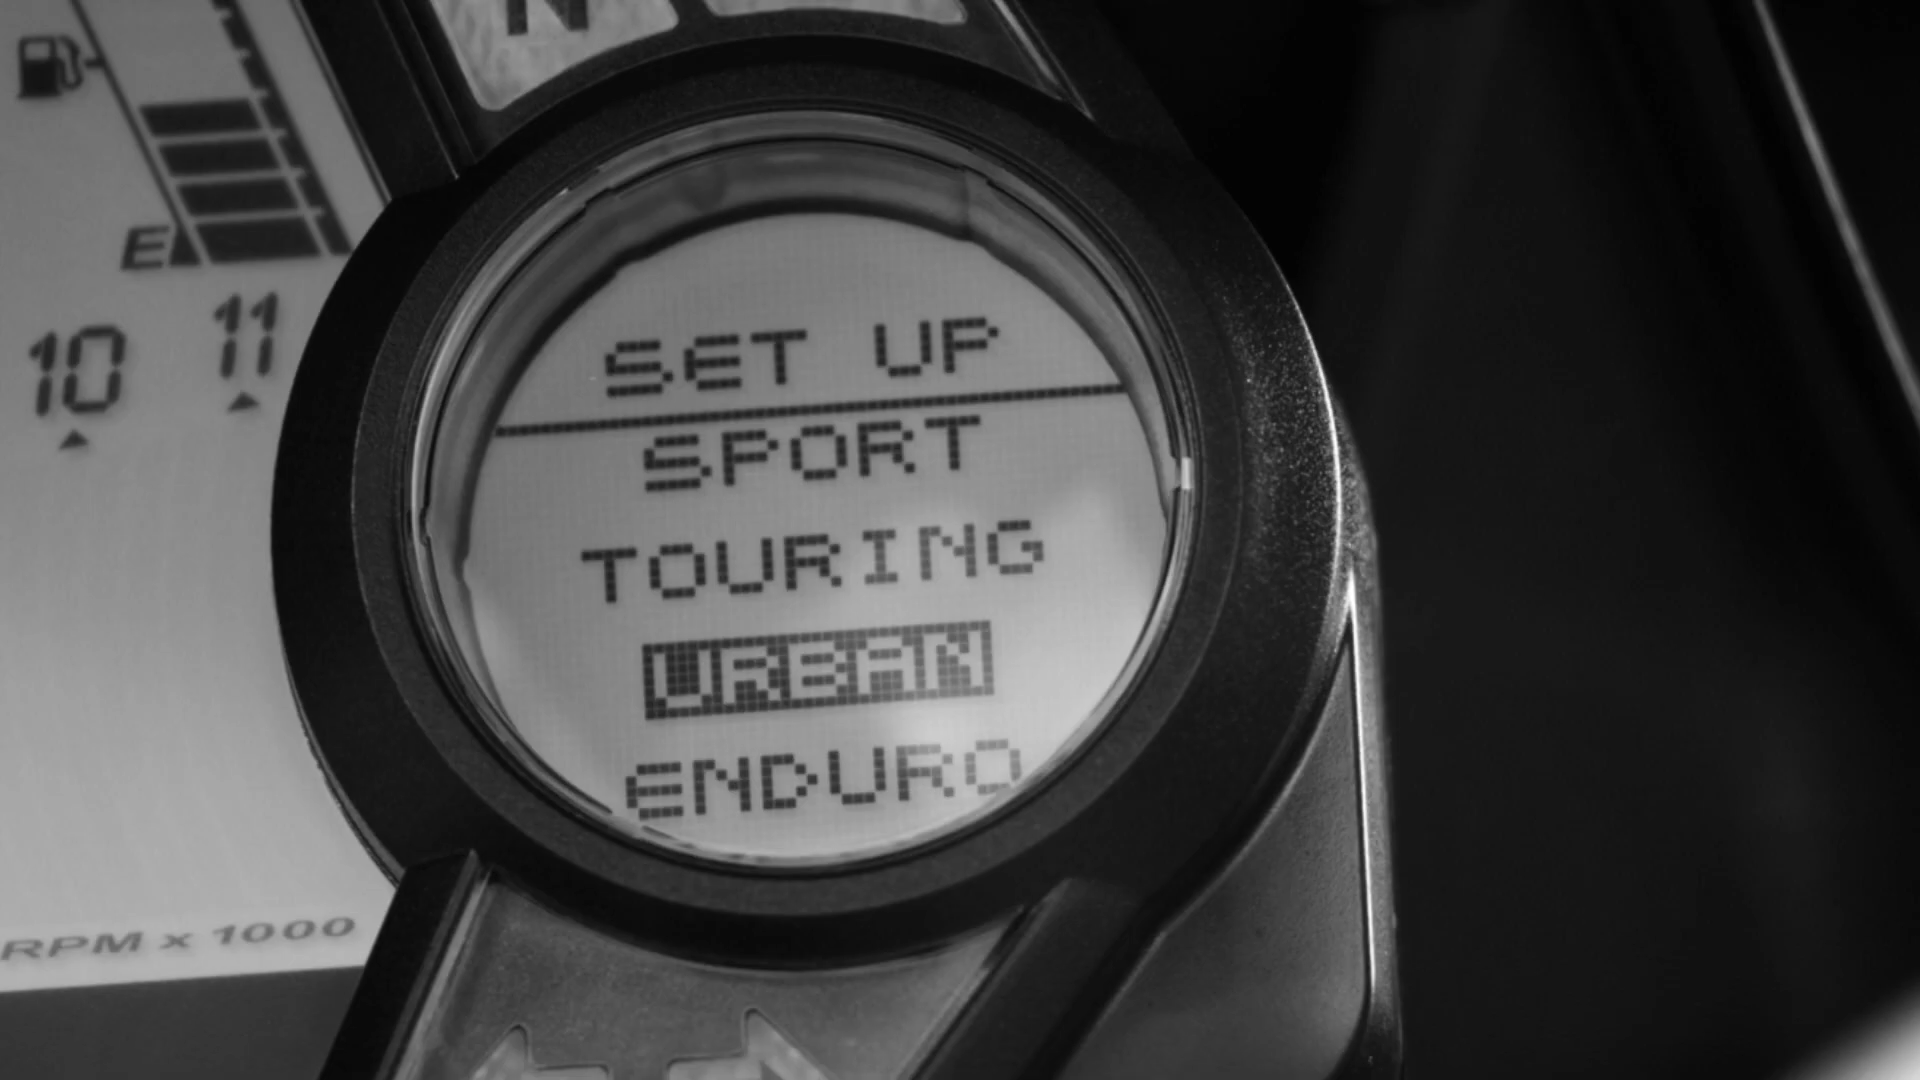 N
E
10 11
SET UP
SPORT
TOURING
URBAN
ENDURO
RPM x 1000